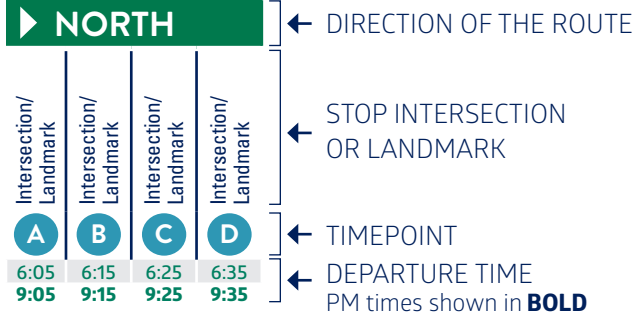 NORTH
DIRECTION OF THE ROUTE
Intersection/
Landmark
Intersection/
Landmark
Intersection/
Landmark
Intersection/
Landmark
STOP INTERSECTION
OR LANDMARK
A B C D
TIMEPOINT
6:05 6:15 6:25 6:35
9:05 9:15 9:25 9:35
DEPARTURE TIME
PM times shown in BOLD